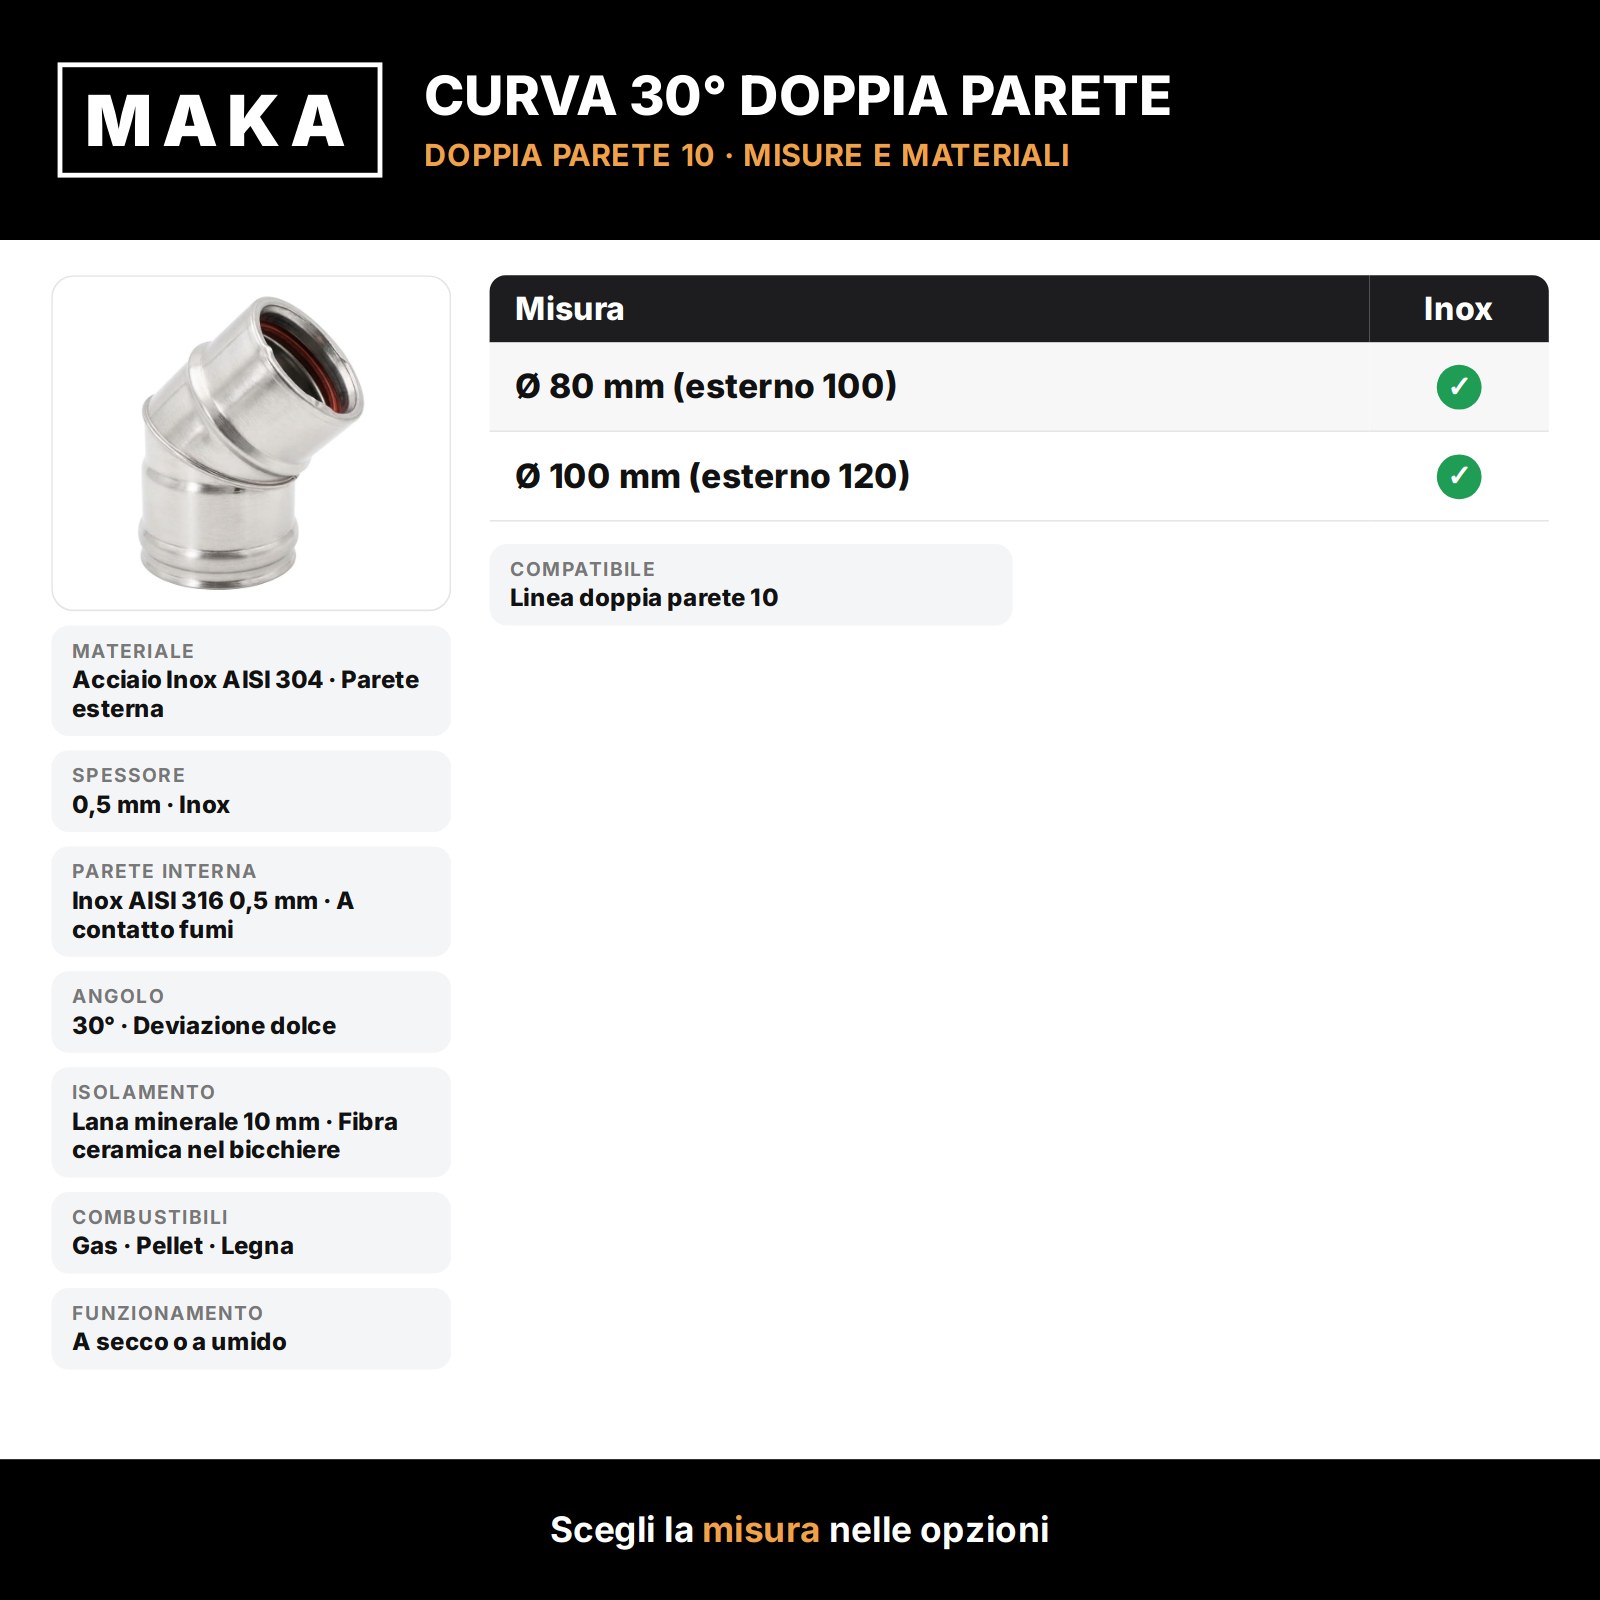 MAKA
CURVA 30° DOPPIA PARETE
DOPPIA PARETE 10 · MISURE E MATERIALI
Misura
Inox
Ø 80 mm (esterno 100)
✓
Ø 100 mm (esterno 120)
✓
COMPATIBILE
Linea doppia parete 10
MATERIALE
Acciaio Inox AISI 304 · Parete
esterna
SPESSORE
0,5 mm · Inox
PARETE INTERNA
Inox AISI 316 0,5 mm · A
contatto fumi
ANGOLO
30° · Deviazione dolce
ISOLAMENTO
Lana minerale 10 mm · Fibra
ceramica nel bicchiere
COMBUSTIBILI
Gas · Pellet · Legna
FUNZIONAMENTO
A secco o a umido
Scegli la misura nelle opzioni